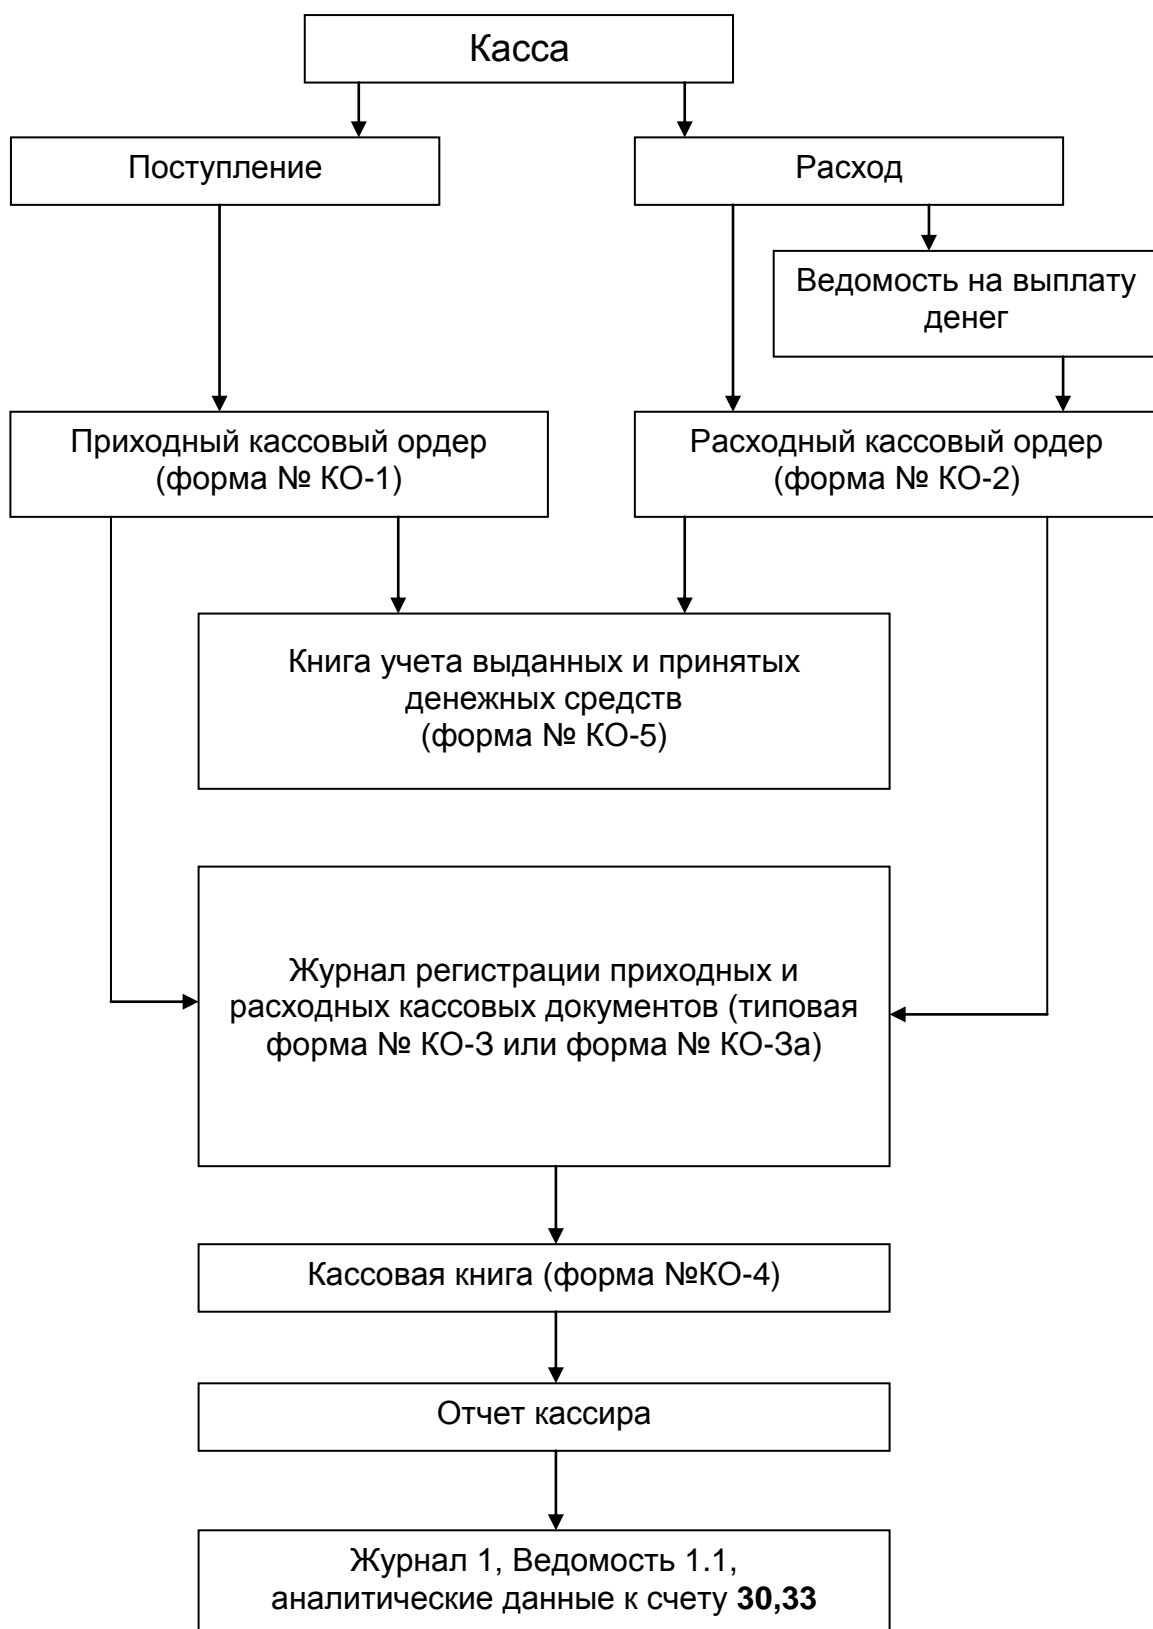 Касса
Поступление
Расход
Ведомость на выплату
денег
Приходный кассовый ордер
(форма № КО-1)
Расходный кассовый ордер
(форма № КО-2)
Книга учета выданных и принятых
денежных средств
(форма № КО-5)
Журнал регистрации приходных и
расходных кассовых документов (типовая
форма № КО-3 или форма № КО-3а)
Кассовая книга (форма №КО-4)
Отчет кассира
Журнал 1, Ведомость 1.1,
аналитические данные к счету 30,33